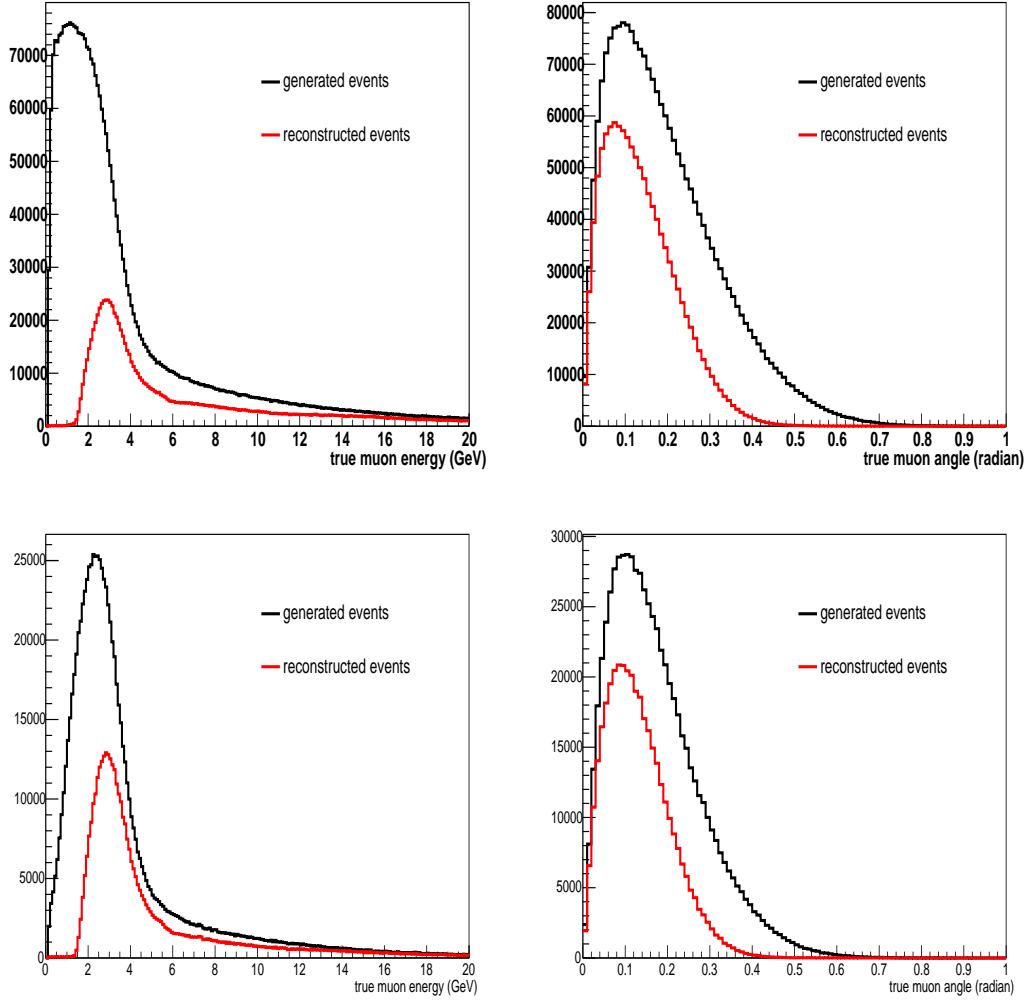 80000
70000
60000
50000
40000
30000
20000
10000
0
generated events
reconstructed events
0 2 4 6 8 10 12 14 16 18 20
true muon energy (GeV)
70000
60000
50000
40000
30000
20000
10000
0
generated events
reconstructed events
0 0.1 0.2 0.3 0.4 0.5 0.6 0.7 0.8 0.9 1
true muon angle (radian)
25000
20000
15000
10000
5000
0
generated events
reconstructed events
0 2 4 6 8 10 12 14 16 18 20
true muon energy (GeV)
30000
25000
20000
15000
10000
5000
0
generated events
reconstructed events
0 0.1 0.2 0.3 0.4 0.5 0.6 0.7 0.8 0.9 1
true muon angle (radian)